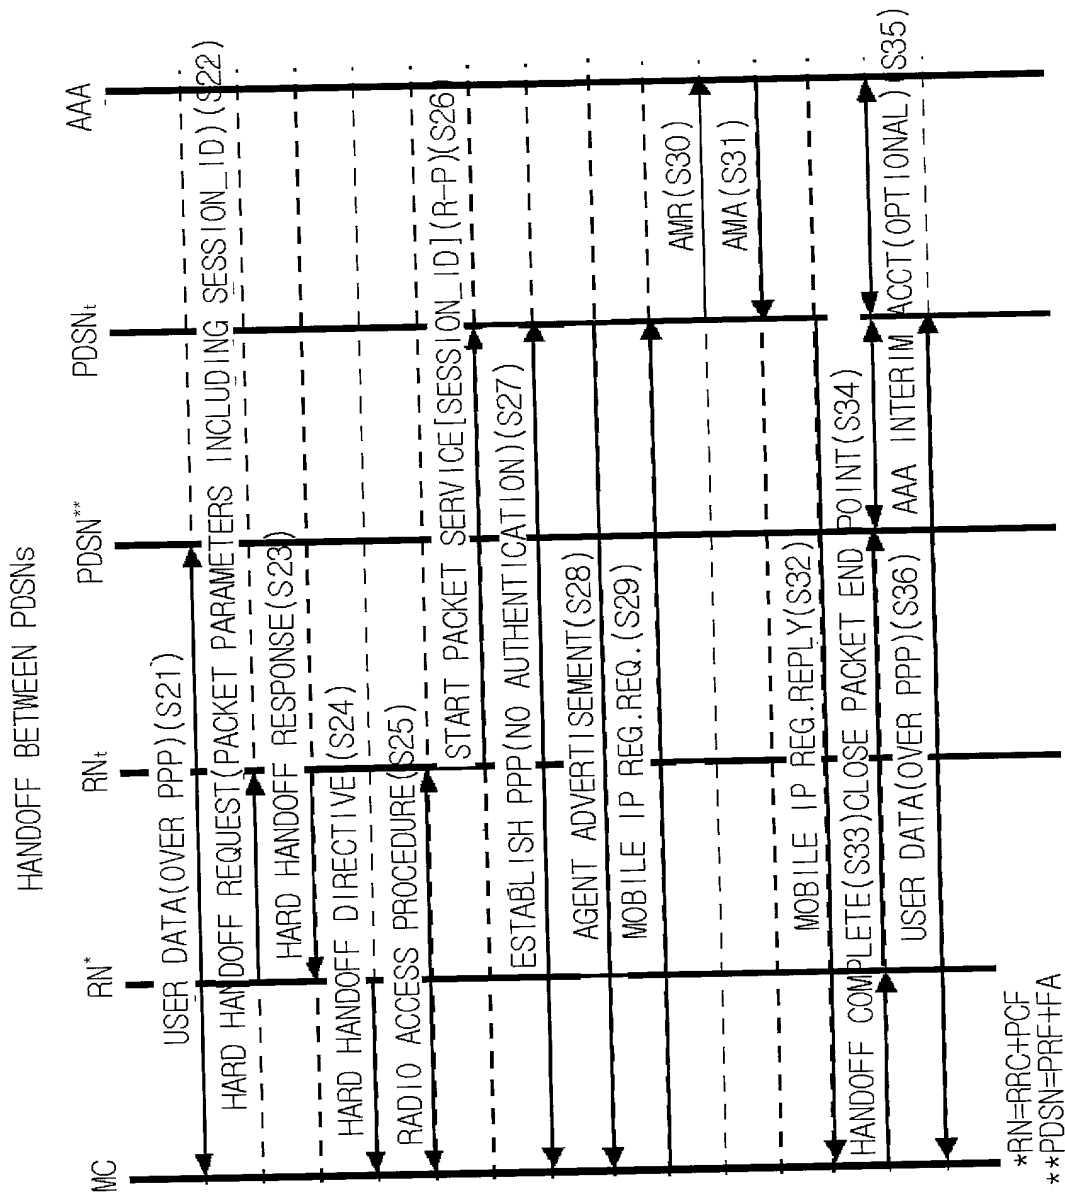 HANDOFF BETWEEN PDSNs
MC
RN*
RNt
PDSN**
PDSNt
AAA
USER DATA(OVER PPP)(S21)
HARD HANDOFF REQUEST(PACKET PARAMETERS INCLUDING SESSION_ID)(S22)
HARD HANDOFF RESPONSE(S23)
HARD HANDOFF DIRECTIVE(S24)
RADIO ACCESS PROCEDURE(S25)
START PACKET SERVICE[SESSION_ID](R-P)(S26)
ESTABLISH PPP(NO AUTHENTICATION)(S27)
AGENT ADVERTISEMENT(S28)
MOBILE IP REG.REQ.(S29)
AMR(S30)
AMA(S31)
MOBILE IP REG.REPLY(S32)
HANDOFF COMPLETE(S33)CLOSE PACKET END POINT(S34)
AAA INTERIM ACCT(OPTIONAL)(S35)
USER DATA(OVER PPP)(S36)
*RN=RRC+PCF
**PDSN=PRF+FA